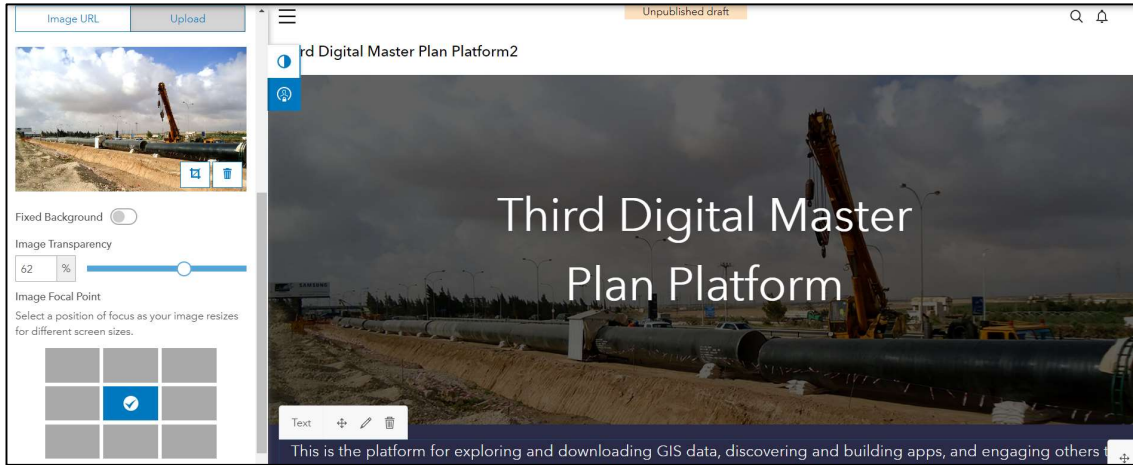 Image URL
Upload
Unpublished draft
rd Digital Master Plan Platform2
Fixed Background
Image Transparency
62 %
Image Focal Point
Select a position of focus as your image resizes
for different screen sizes.
SAMSUNG
Third Digital Master
Plan Platform
Text
This is the platform for exploring and downloading GIS data, discovering and building apps, and engaging others t